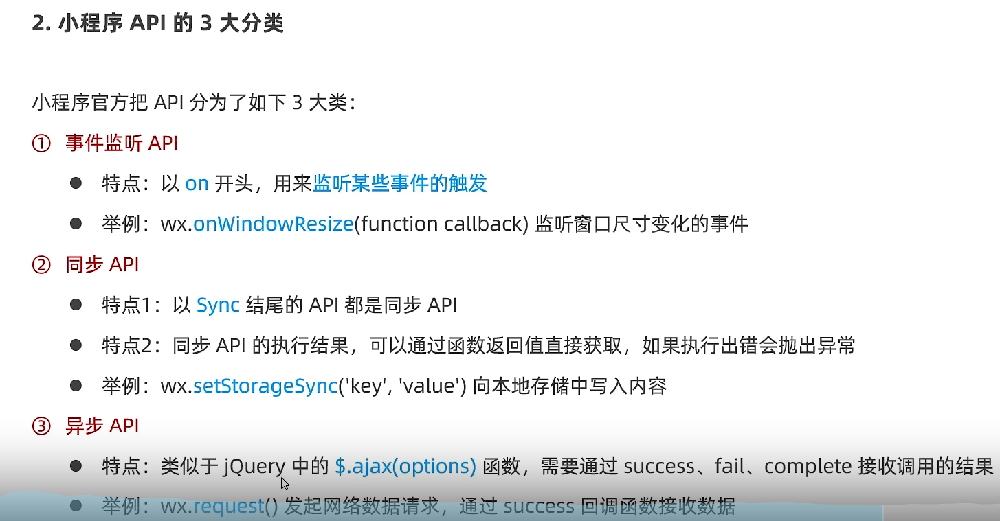 2. 小程序 API 的 3 大分类
小程序官方把 API 分为了如下 3 大类：
① 事件监听 API
● 特点：以 on 开头，用来监听某些事件的触发
● 举例：wx.onWindowResize(function callback) 监听窗口尺寸变化的事件
② 同步 API
● 特点1：以 Sync 结尾的 API 都是同步 API
● 特点2：同步 API 的执行结果，可以通过函数返回值直接获取，如果执行出错会抛出异常
● 举例：wx.setStorageSync('key', 'value') 向本地存储中写入内容
③ 异步 API
● 特点：类似于 jQuery 中的 $.ajax(options) 函数，需要通过 success、fail、complete 接收调用的结果
● 举例：wx.request() 发起网络数据请求，通过 success 回调函数接收数据